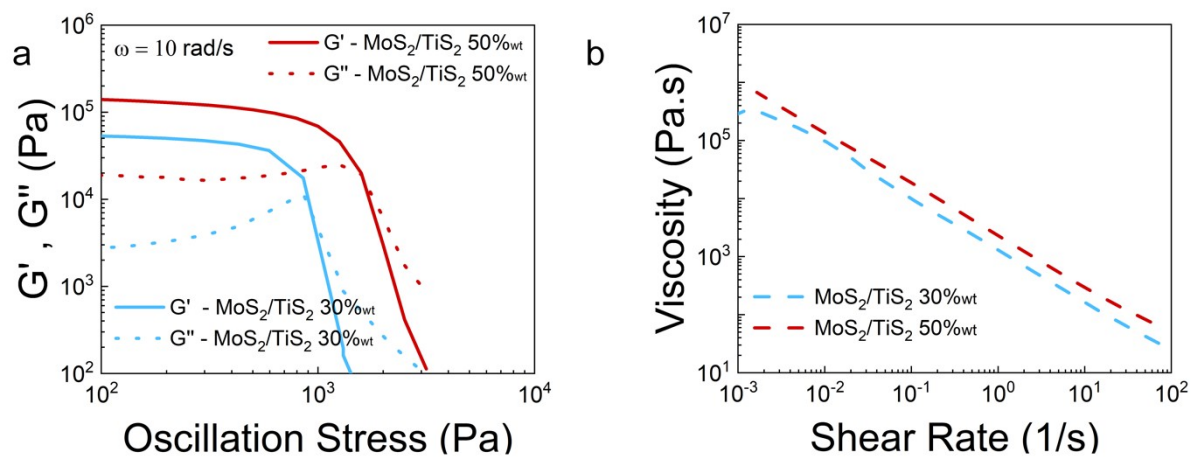 a
G' , G'' (Pa)
10⁶
10⁵
10⁴
10³
10²
ω = 10 rad/s
G' - MoS₂/TiS₂ 50%wt
G'' - MoS₂/TiS₂ 50%wt
G' - MoS₂/TiS₂ 30%wt
G'' - MoS₂/TiS₂ 30%wt
10² 10³ 10⁴
Oscillation Stress (Pa)
b
Viscosity (Pa.s)
10⁷
10⁵
10³
10¹
MoS₂/TiS₂ 30%wt
MoS₂/TiS₂ 50%wt
10⁻³ 10⁻² 10⁻¹ 10⁰ 10¹ 10²
Shear Rate (1/s)